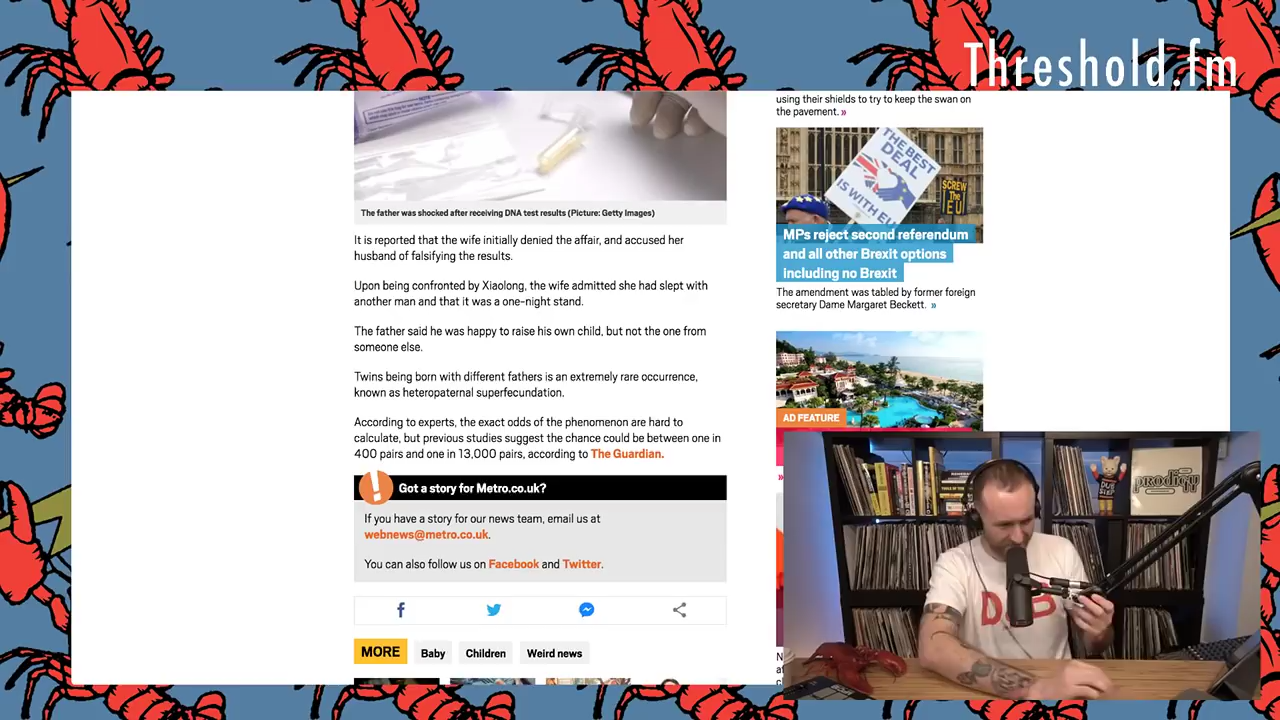 Threshold.fm
The father was shocked after receiving DNA test results (Picture: Getty Images)
It is reported that the wife initially denied the affair, and accused her
husband of falsifying the results.
Upon being confronted by Xiaolong, the wife admitted she had slept with
another man and that it was a one-night stand.
The father said he was happy to raise his own child, but not the one from
someone else.
Twins being born with different fathers is an extremely rare occurrence,
known as heteropaternal superfecundation.
According to experts, the exact odds of the phenomenon are hard to
calculate, but previous studies suggest the chance could be between one in
400 pairs and one in 13,000 pairs, according to The Guardian.
Got a story for Metro.co.uk?
If you have a story for our news team, email us at
webnews@metro.co.uk.
You can also follow us on Facebook and Twitter.
MORE
Baby
Children
Weird news
using their shields to try to keep the swan on
the pavement. »
THE BEST
DEAL
IS WITH EU
SCREW
The
EU
MPs reject second referendum
and all other Brexit options
including no Brexit
The amendment was tabled by former foreign
secretary Dame Margaret Beckett. »
AD FEATURE
prodigy